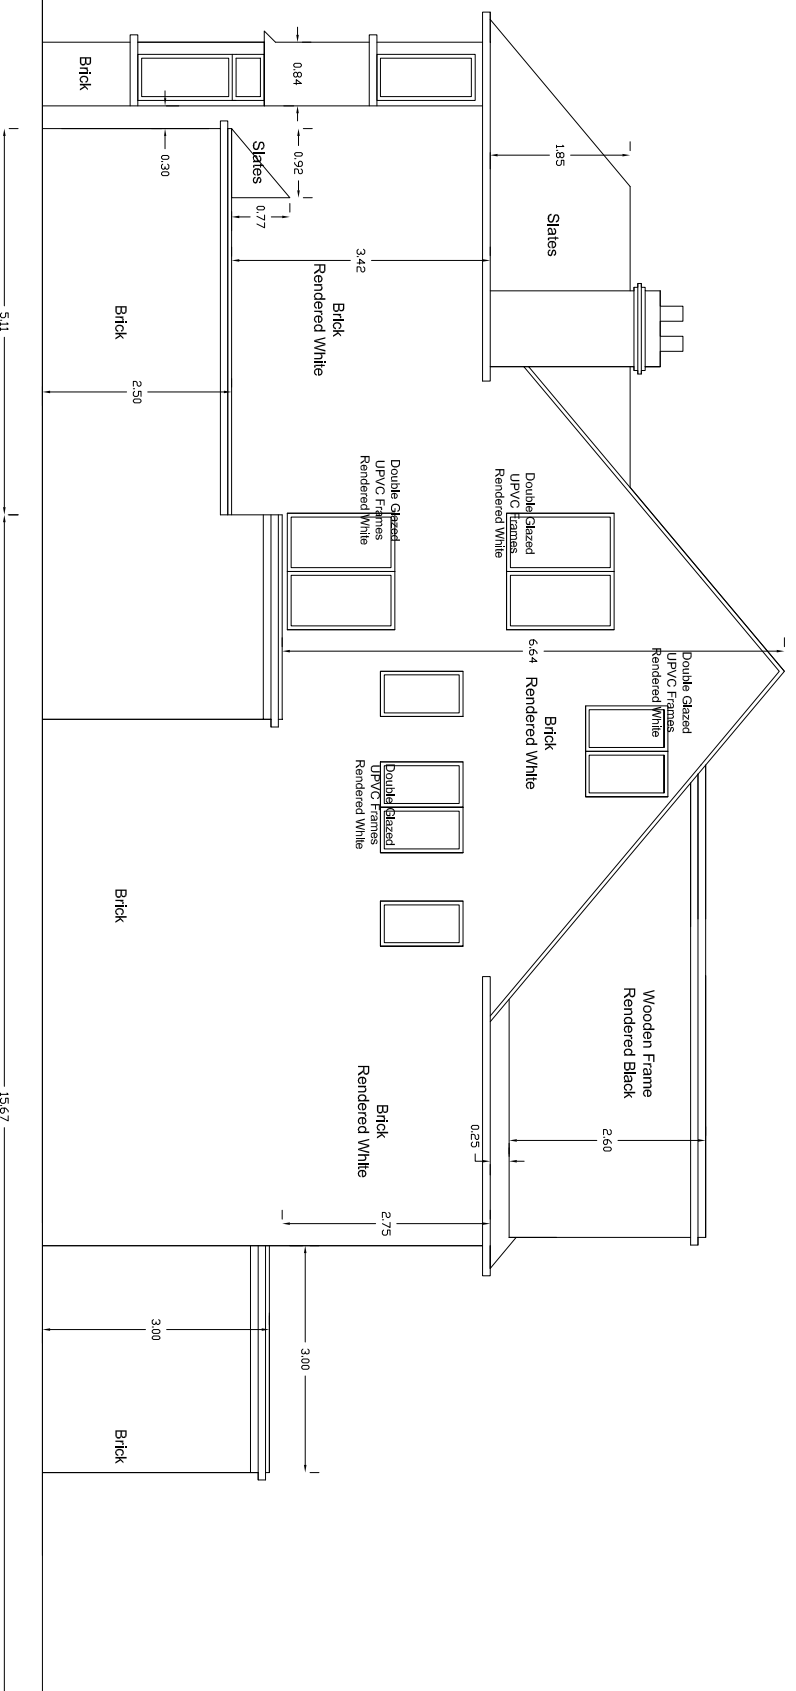 Brick
0.84
0.30
Slates
0.92
0.77
1.85
Slates
3.42
Brick
Rendered White
Brick
5.11
2.50
Double Glazed
UPVC Frames
Rendered White
Double Glazed
UPVC Frames
Rendered White
6.64
Double Glazed
UPVC Frames
Rendered White
Brick
Rendered White
Double Glazed
UPVC Frames
Rendered White
Brick
Wooden Frame
Rendered Black
Brick
Rendered White
0.25
2.60
15.67
2.75
3.00
3.00
Brick